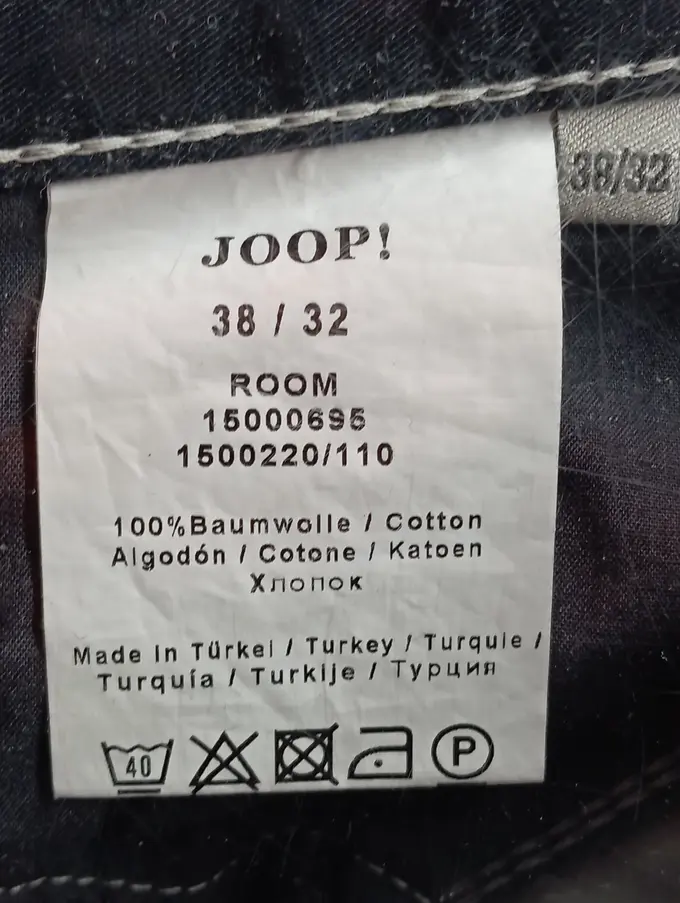 38/32
JOOP!
38 / 32
ROOM
15000695
1500220/110
100%Baumwolle / Cotton
Algodón / Cotone / Katoen
Хлопок
Made In Türkei / Turkey / Turquie /
Turquía / Turkije / Турция
40
P